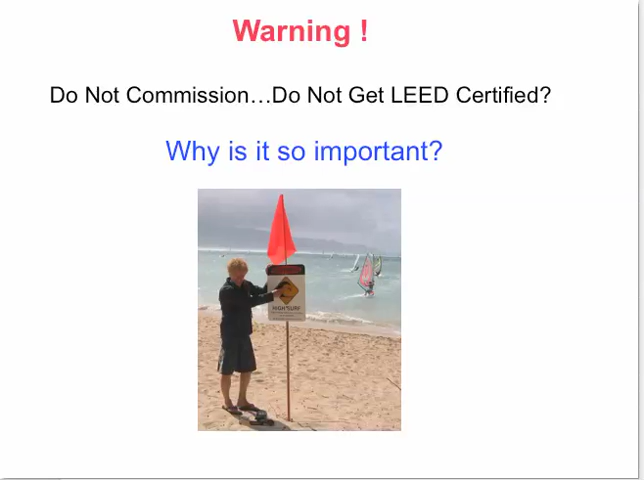 Warning !
Do Not Commission…Do Not Get LEED Certified?
Why is it so important?
HIGH SURF